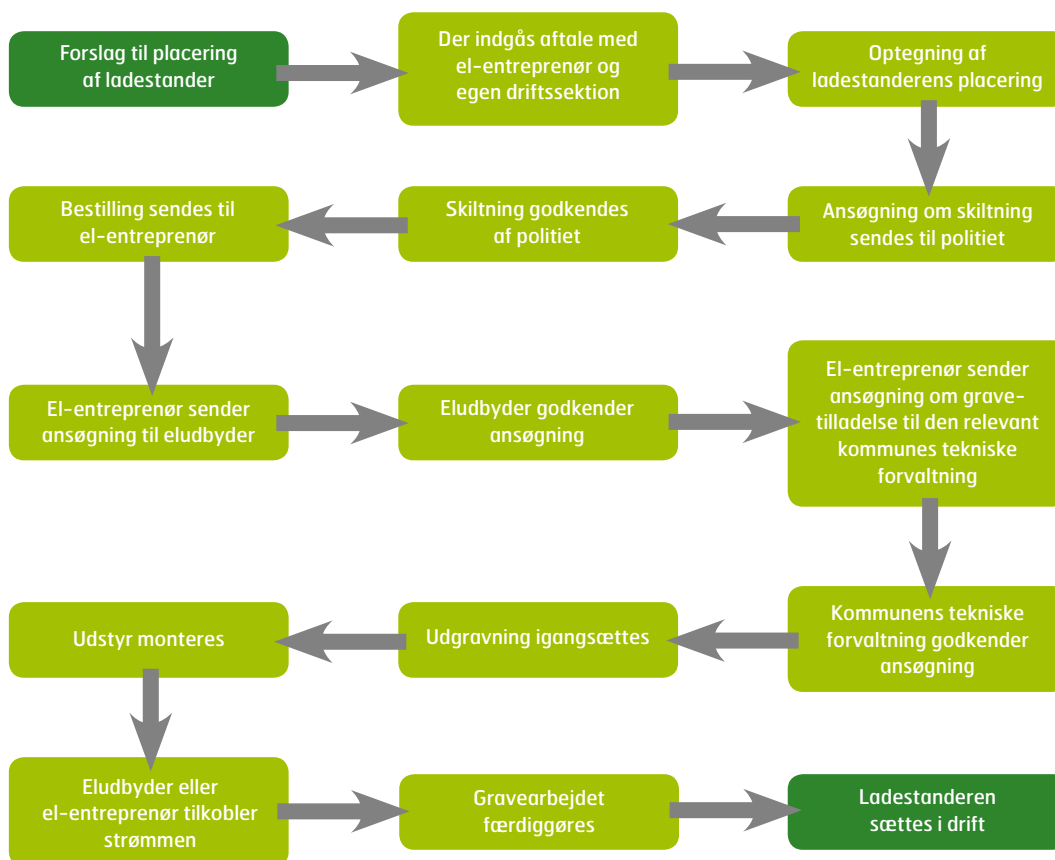 Forslag til placering
af ladestander
Der indgås aftale med
el-entreprenør og
egen driftssektion
Optegning af
ladestanderens placering
Ansøgning om skiltning
sendes til politiet
Skiltning godkendes
af politiet
Bestilling sendes til
el-entreprenør
El-entreprenør sender
ansøgning til eludbyder
Eludbyder godkender
ansøgning
El-entreprenør sender
ansøgning om grave-
tilladelse til den relevant
kommunes tekniske
forvaltning
Kommunens tekniske
forvaltning godkender
ansøgning
Udgravning igangsættes
Udstyr monteres
Eludbyder eller
el-entreprenør tilkobler
strømmen
Gravearbejdet
færdiggøres
Ladestanderen
sættes i drift